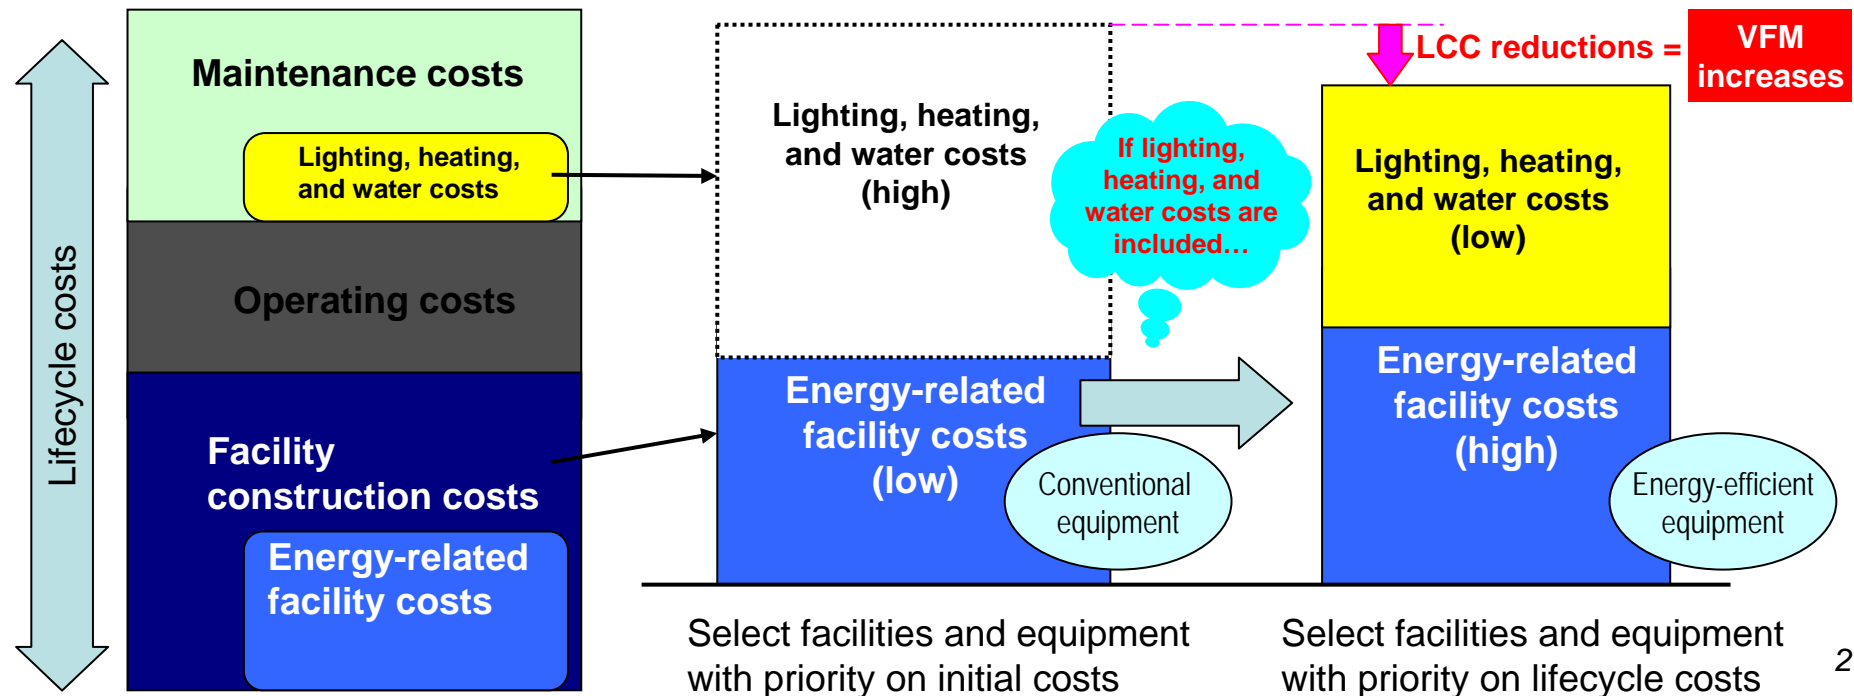 Lifecycle costs
Maintenance costs
Lighting, heating,
and water costs
Operating costs
Facility
construction costs
Energy-related
facility costs
Lighting, heating,
and water costs
(high)
Energy-related
facility costs
(low)
Conventional
equipment
Select facilities and equipment
with priority on initial costs
If lighting,
heating, and
water costs are
included…
LCC reductions =
VFM
increases
Lighting, heating,
and water costs
(low)
Energy-related
facility costs
(high)
Energy-efficient
equipment
Select facilities and equipment
with priority on lifecycle costs
2